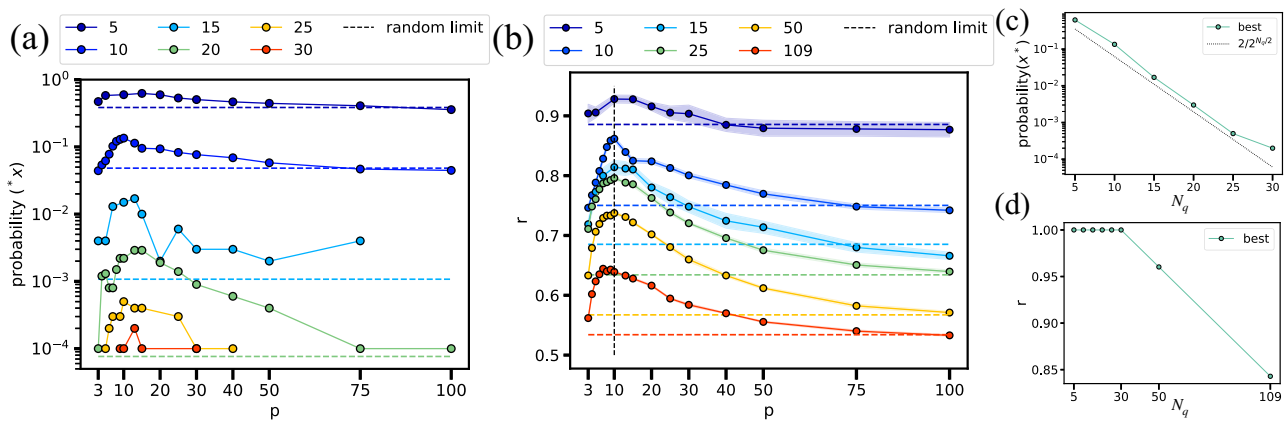 (a)
5 15 25 random limit
10 20 30
probability (*x)
10^0
10^-1
10^-2
10^-3
10^-4
3 10 15 20 25 30 40 50 75 100
p
(b)
5 15 50 random limit
10 25 109
r
0.9
0.8
0.7
0.6
0.5
3 10 15 20 25 30 40 50 75 100
p
(c)
best
2/2^{N_q/2}
probability(x*)
10^-1
10^-2
10^-3
10^-4
5 10 15 20 25 30
N_q
(d)
best
r
1.00
0.95
0.90
0.85
5 30 50 109
N_q